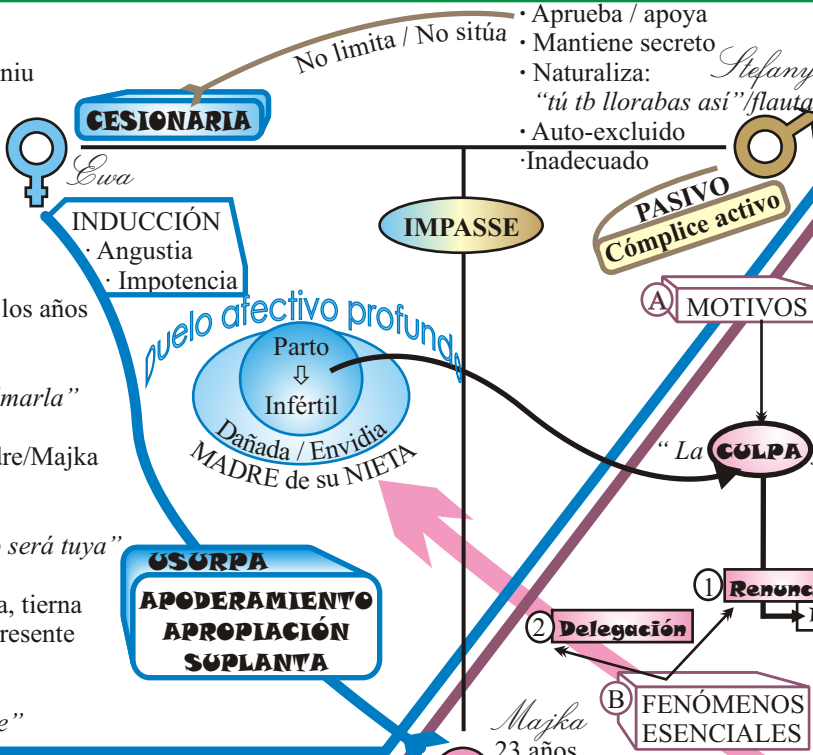 · Aprueba / apoya
· Mantiene secreto
· Naturaliza:
“tú tb llorabas así”/flauta
· Auto-excluido
·Inadecuado
No limita / No sitúa
Stefany
niu
CESIONARIA
Ewa
PASIVO
Cómplice activo
IMPASSE
INDUCCIÓN
· Angustia
· Impotencia
A MOTIVOS
los años
Duelo afectivo profundo
Parto
⇩
Infértil
Dañada / Envidia
MADRE de su NIETA
marla”
dre/Majka
“ La CULPA
será tuya”
USURPA
APODERAMIENTO
APROPIACIÓN
SUPLANTA
a, tierna
resente
1 Renunc
2 Delegación
B FENÓMENOS
ESENCIALES
e”
Majka
23 años